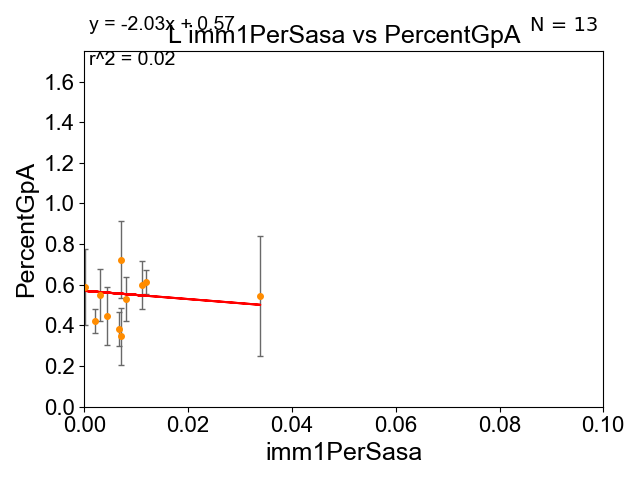 y = -2.03x + 0.57
N = 13
L imm1PerSasa vs PercentGpA
r^2 = 0.02
1.6
1.4
1.2
1.0
0.8
0.6
0.4
0.2
0.0
PercentGpA
0.00 0.02 0.04 0.06 0.08 0.10
imm1PerSasa